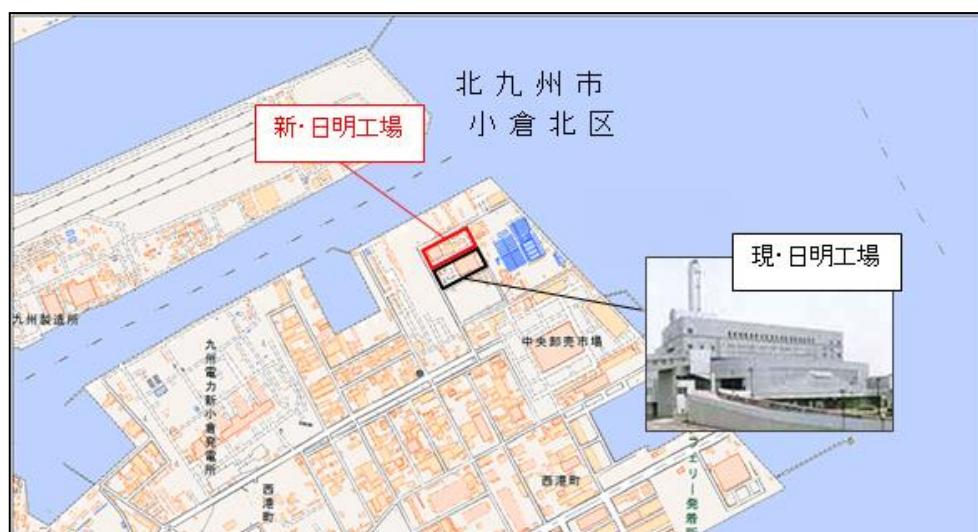 北九州市
小倉北区
新・日明工場
現・日明工場
九州製造所
中央卸売市場
九州電力新小倉発電所
西港町
西港町
フェリー発着所